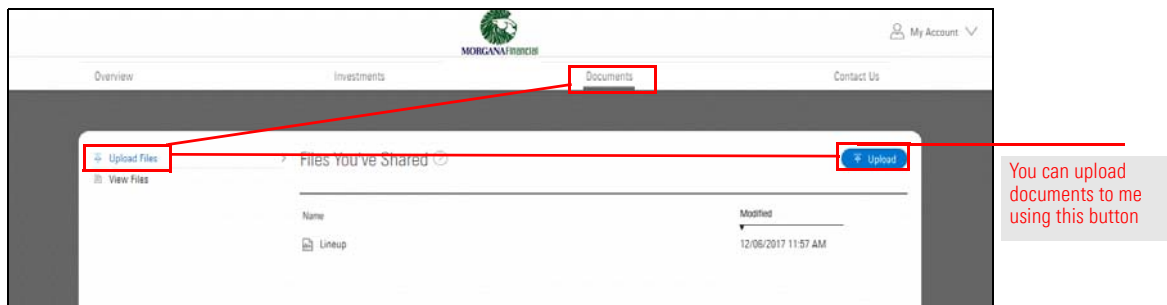 MORGANAFinancial
My Account
Overview
Investments
Documents
Contact Us
Upload Files
Files You've Shared
Upload
View Files
Name
Modified
Lineup
12/06/2017 11:57 AM
You can upload
documents to me
using this button